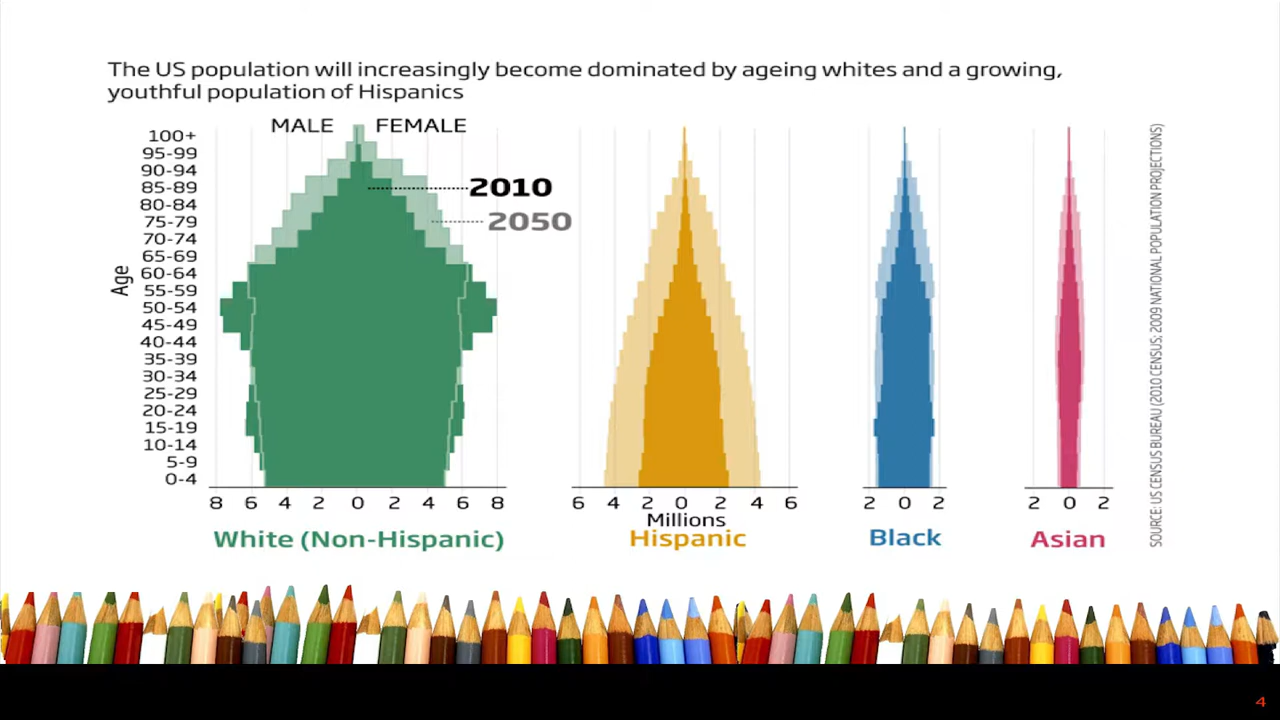 The US population will increasingly become dominated by ageing whites and a growing,
youthful population of Hispanics
MALE FEMALE
Age
100+
95-99
90-94
85-89
80-84
75-79
70-74
65-69
60-64
55-59
50-54
45-49
40-44
35-39
30-34
25-29
20-24
15-19
10-14
5-9
0-4
2010
2050
8 6 4 2 0 2 4 6 8
6 4 2 0 2 4 6
2 0 2
2 0 2
Millions
White (Non-Hispanic)
Hispanic
Black
Asian
SOURCE: US CENSUS BUREAU (2010 CENSUS; 2009 NATIONAL POPULATION PROJECTIONS)
4